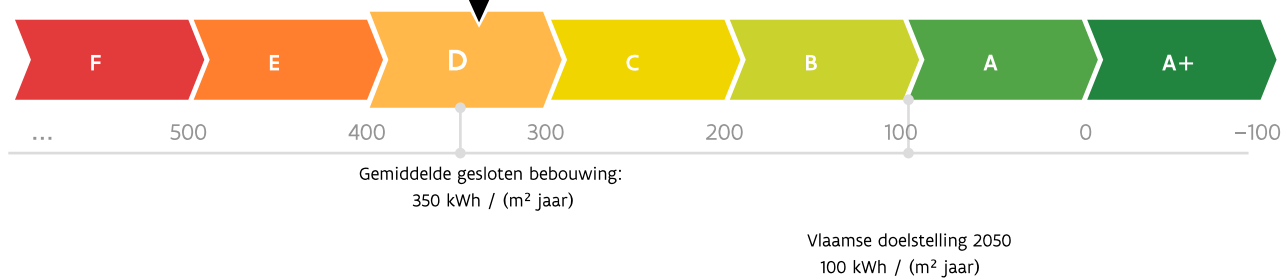 F E D C B A A+
... 500 400 300 200 100 0 −100
Gemiddelde gesloten bebouwing:
350 kWh / (m² jaar)
Vlaamse doelstelling 2050
100 kWh / (m² jaar)